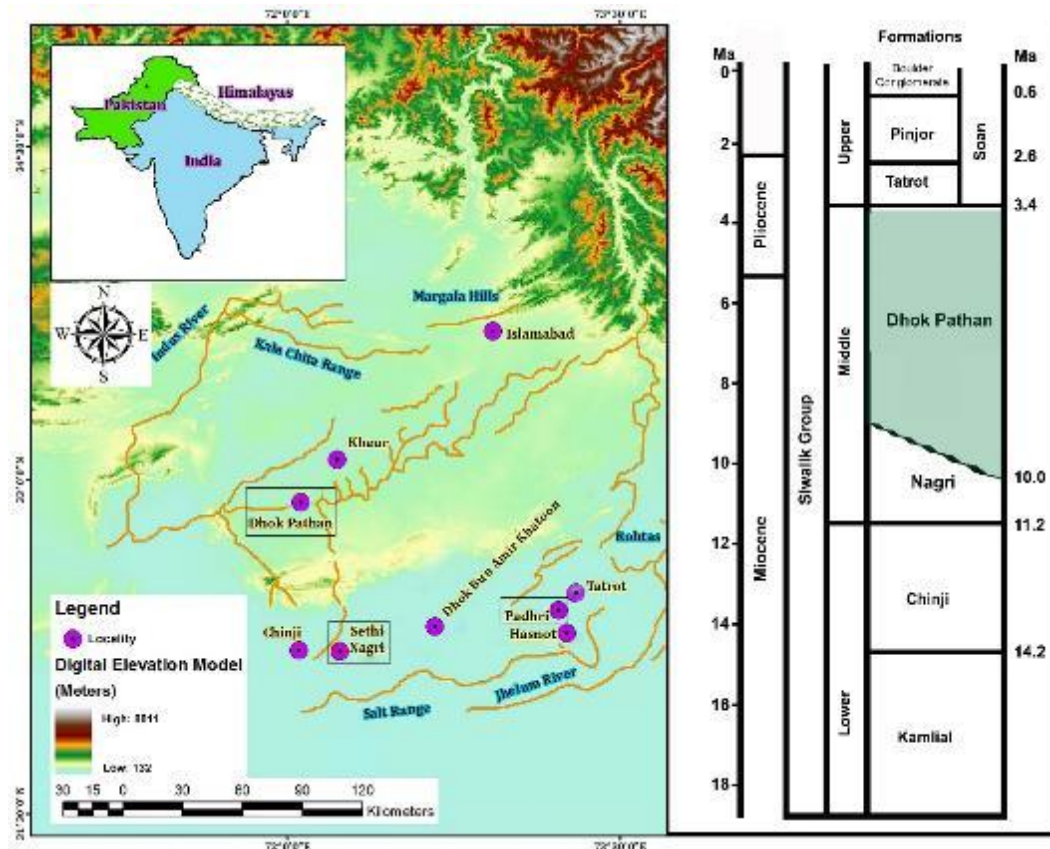 Pakistan
Himalayas
India
N
W
E
S
Indus River
Kala Chita Range
Margala Hills
Islamabad
Khaur
Dhok Pathan
Dhok Bun Amir Khatoon
Rohtas
Tatrot
Padhri
Hasnot
Chinji
Sethi
Nagri
Jhelum River
Salt Range
Legend
Locality
Digital Elevation Model
(Meters)
High: 8611
Low: 132
30 15 0 30 60 90 120
Kilometers
Formations
Ma
Ma
0
2
4
6
8
10
12
14
16
18
Pliocene
Miocene
Siwalik Group
Upper
Middle
Lower
Boulder
Conglomerate
Pinjor
Tatrot
Soan
Dhok Pathan
Nagri
Chinji
Kamlial
0.6
2.6
3.4
10.0
11.2
14.2